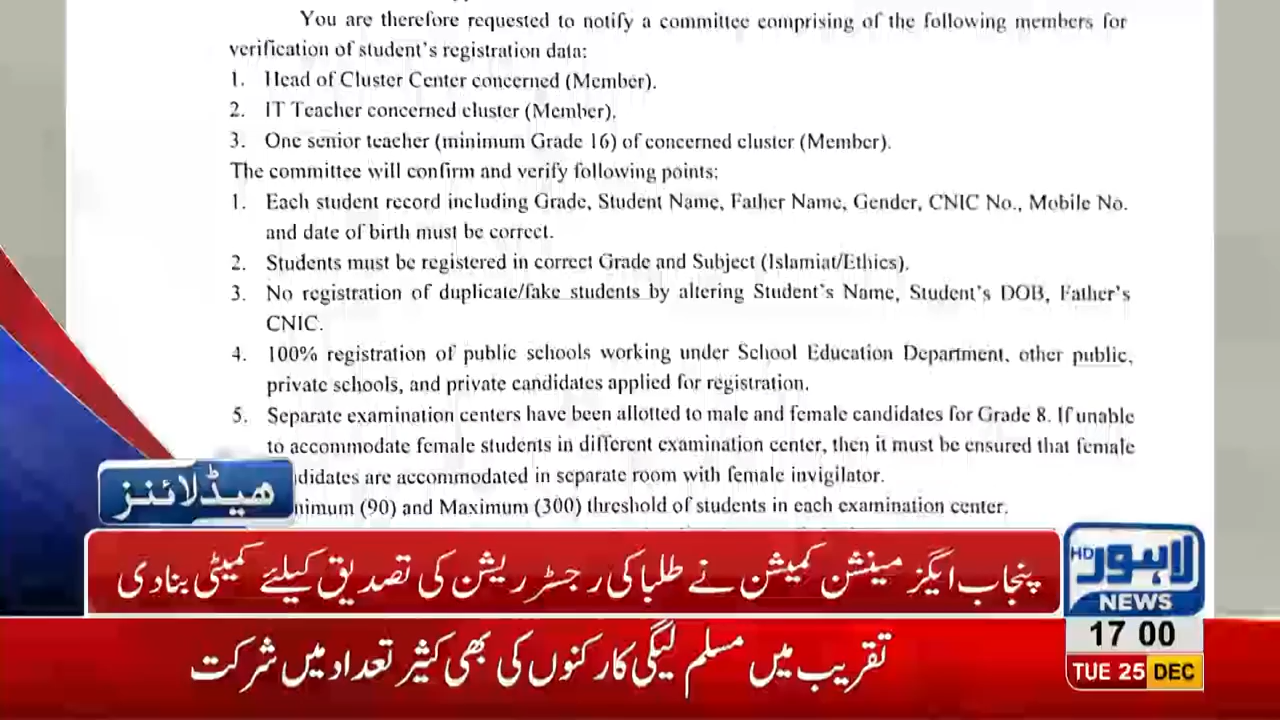 You are therefore requested to notify a committee comprising of the following members for
verification of student's registration data:
1. Head of Cluster Center concerned (Member).
2. IT Teacher concerned cluster (Member).
3. One senior teacher (minimum Grade 16) of concerned cluster (Member).
The committee will confirm and verify following points:
1. Each student record including Grade, Student Name, Father Name, Gender, CNIC No., Mobile No.
and date of birth must be correct.
2. Students must be registered in correct Grade and Subject (Islamiat/Ethics).
3. No registration of duplicate/fake students by altering Student's Name, Student's DOB, Father's
CNIC.
4. 100% registration of public schools working under School Education Department, other public,
private schools, and private candidates applied for registration.
5. Separate examination centers have been allotted to male and female candidates for Grade 8. If unable
to accommodate female students in different examination center, then it must be ensured that female
didates are accommodated in separate room with female invigilator.
nimum (90) and Maximum (300) threshold of students in each examination center.
ہیڈلائنز
پنجاب ایگزمینشن کمیشن نے طلبا کی رجسٹرریشن کی تصدیق کیلئے کمیٹی بنادی
تقریب میں مسلم لیگی کارکنوں کی بھی کثیر تعداد میں شرکت
لاہور HD
NEWS
17 00
TUE 25 DEC